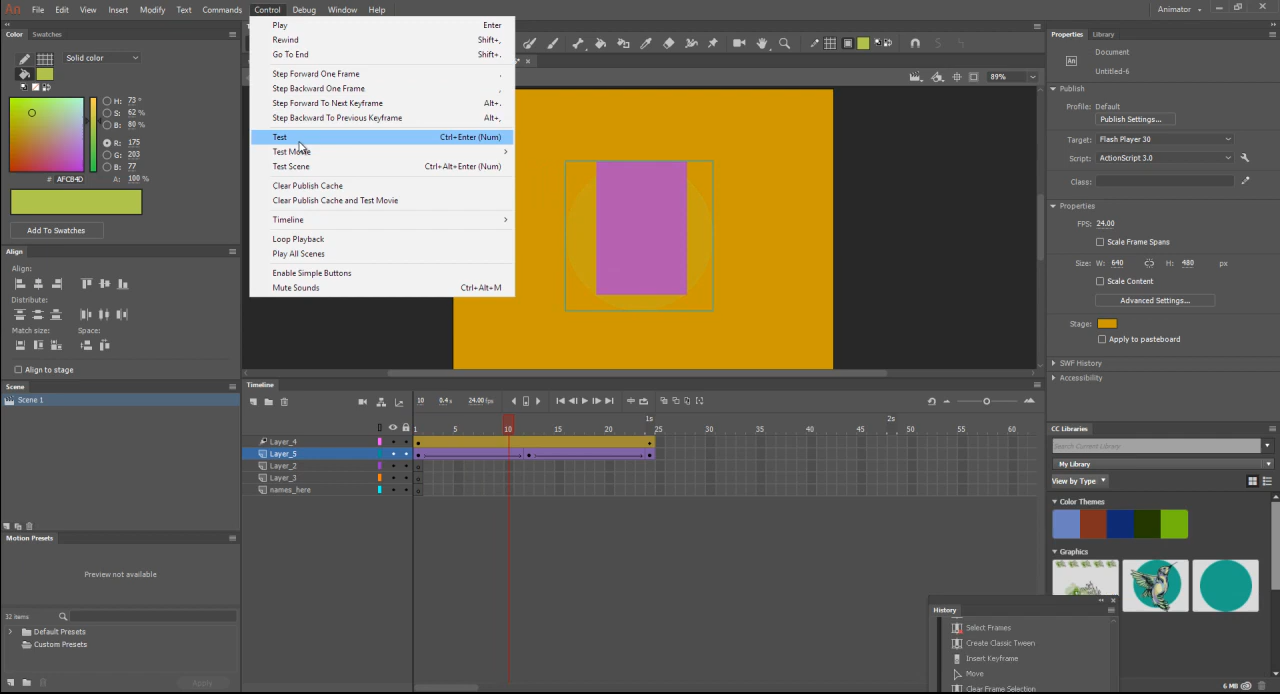 An File Edit View Insert Modify Text Commands Control Debug Window Help Animator
Color Swatches
Solid color
H: 73 °
S: 62 %
B: 80 %
R: 175
G: 203
B: 77
# AFCB4D A: 100 %
Add To Swatches
Align
Align:
Distribute:
Match size: Space:
Align to stage
Scene
Scene 1
Motion Presets
Preview not available
32 items
Default Presets
Custom Presets
Apply
Play Enter
Rewind Shift+,
Go To End Shift+.
Step Forward One Frame .
Step Backward One Frame ,
Step Forward To Next Keyframe Alt+.
Step Backward To Previous Keyframe Alt+,
Test Ctrl+Enter (Num)
Test Movie
Test Scene Ctrl+Alt+Enter (Num)
Clear Publish Cache
Clear Publish Cache and Test Movie
Timeline
Loop Playback
Play All Scenes
Enable Simple Buttons
Mute Sounds Ctrl+Alt+M
89%
Timeline
10 0.4s 24.00 fps
1s 2s
1 5 10 15 20 25 30 35 40 45 50 55 60
Layer_4
Layer_5
Layer_2
Layer_3
names_here
Properties Library
An Document
Untitled-6
Publish
Profile: Default
Publish Settings...
Target: Flash Player 30
Script: ActionScript 3.0
Class:
Properties
FPS: 24.00
Scale Frame Spans
Size: W: 640 H: 480 px
Scale Content
Advanced Settings...
Stage:
Apply to pasteboard
SWF History
Accessibility
CC Libraries
Search Current Library
My Library
View by Type
Color Themes
Graphics
History
Select Frames
Create Classic Tween
Insert Keyframe
Move
Clear Frame Selection
6 MB